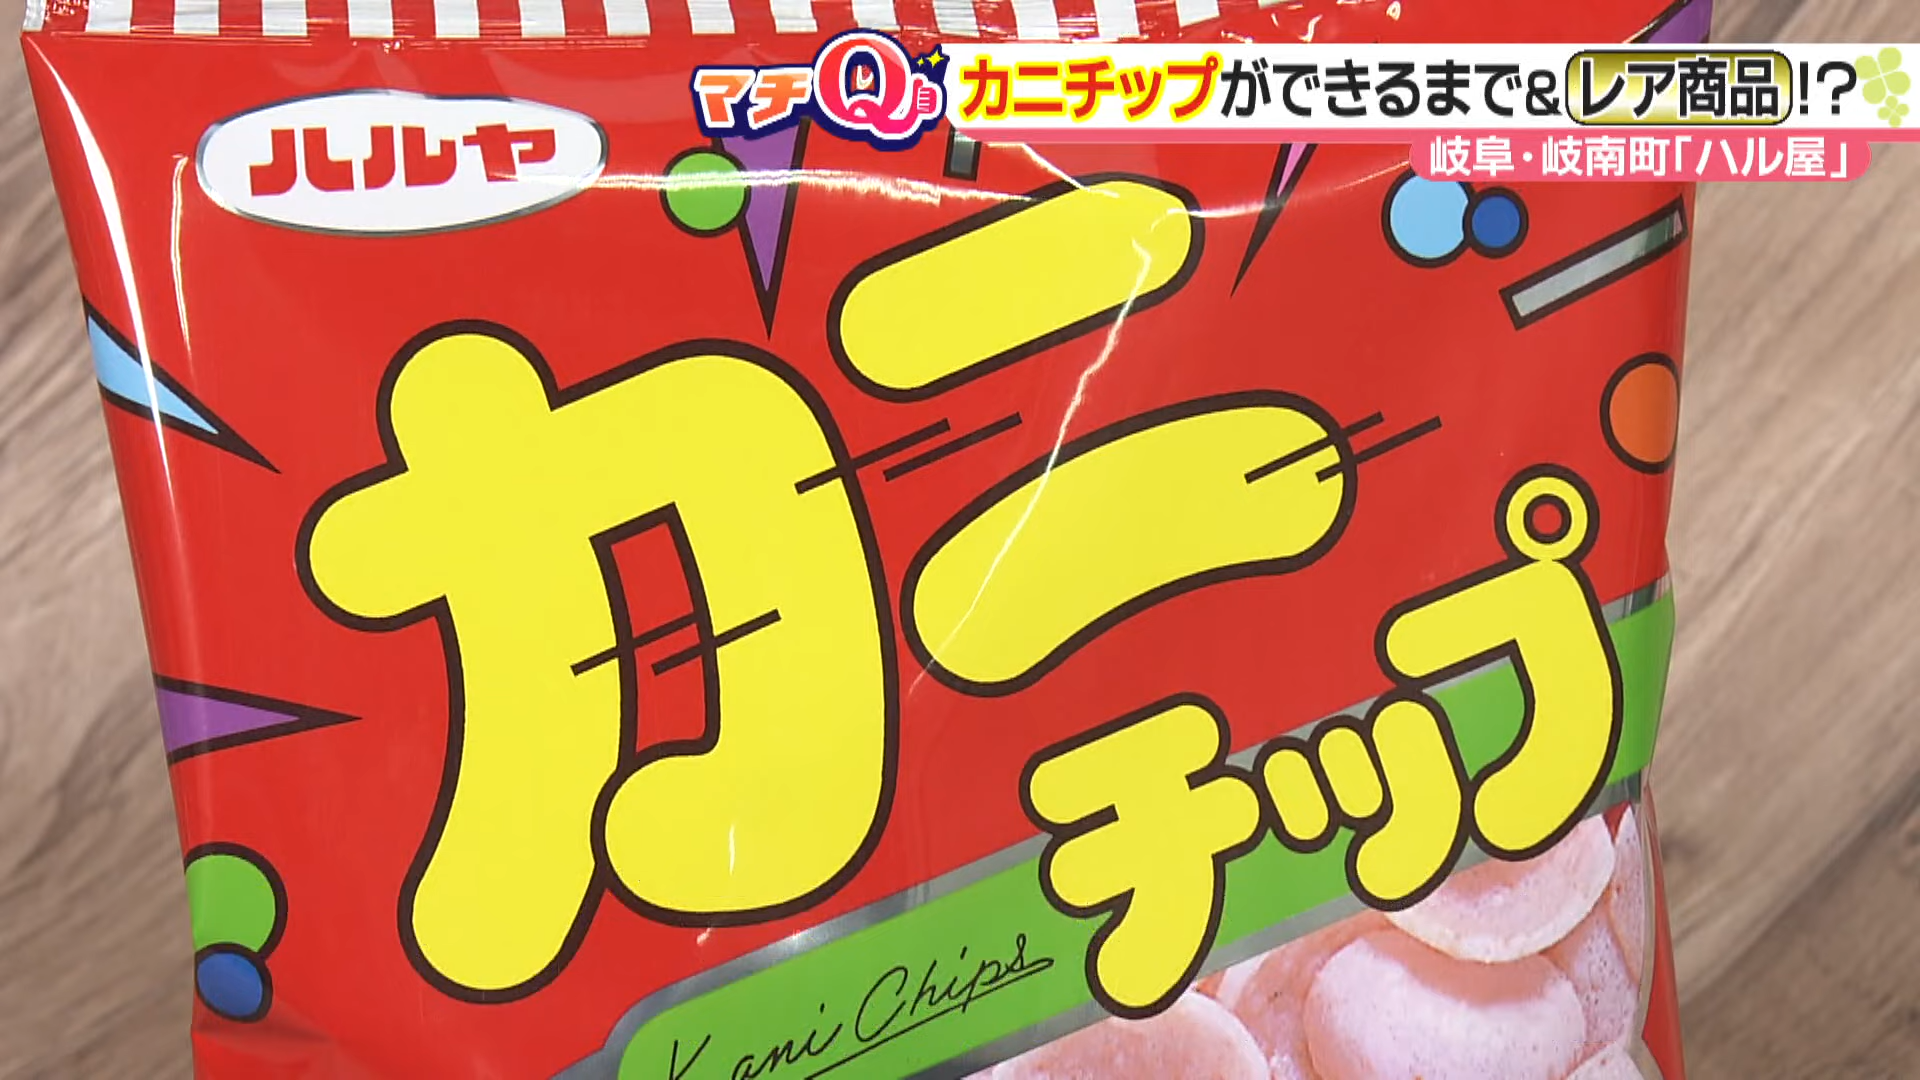 マチQ
カニチップができるまで&レア商品!?
岐阜・岐南町「ハル屋」
ハルヤ
カニ
チップ
Kani Chips